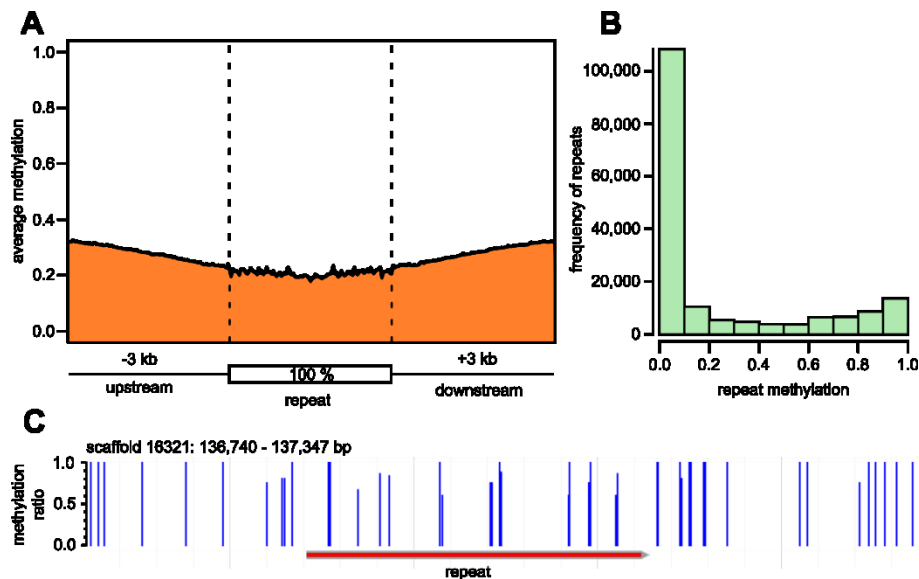 A
average methylation
1.0
0.8
0.6
0.4
0.2
0.0
-3 kb
100 %
+3 kb
upstream
repeat
downstream
B
frequency of repeats
100,000
80,000
60,000
40,000
20,000
0
0.0 0.2 0.4 0.6 0.8 1.0
repeat methylation
C
scaffold 16321: 136,740 - 137,347 bp
methylation
ratio
1.0
0.5
0.0
repeat